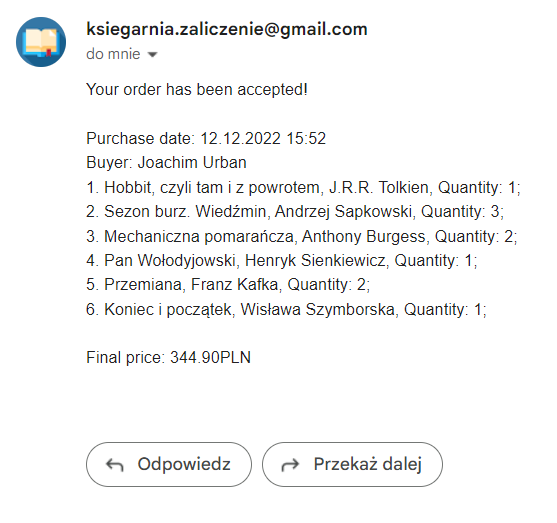 ksiegarnia.zaliczenie@gmail.com
do mnie
Your order has been accepted!
Purchase date: 12.12.2022 15:52
Buyer: Joachim Urban
1. Hobbit, czyli tam i z powrotem, J.R.R. Tolkien, Quantity: 1;
2. Sezon burz. Wiedźmin, Andrzej Sapkowski, Quantity: 3;
3. Mechaniczna pomarańcza, Anthony Burgess, Quantity: 2;
4. Pan Wołodyjowski, Henryk Sienkiewicz, Quantity: 1;
5. Przemiana, Franz Kafka, Quantity: 2;
6. Koniec i początek, Wisława Szymborska, Quantity: 1;
Final price: 344.90PLN
Odpowiedz
Przekaż dalej